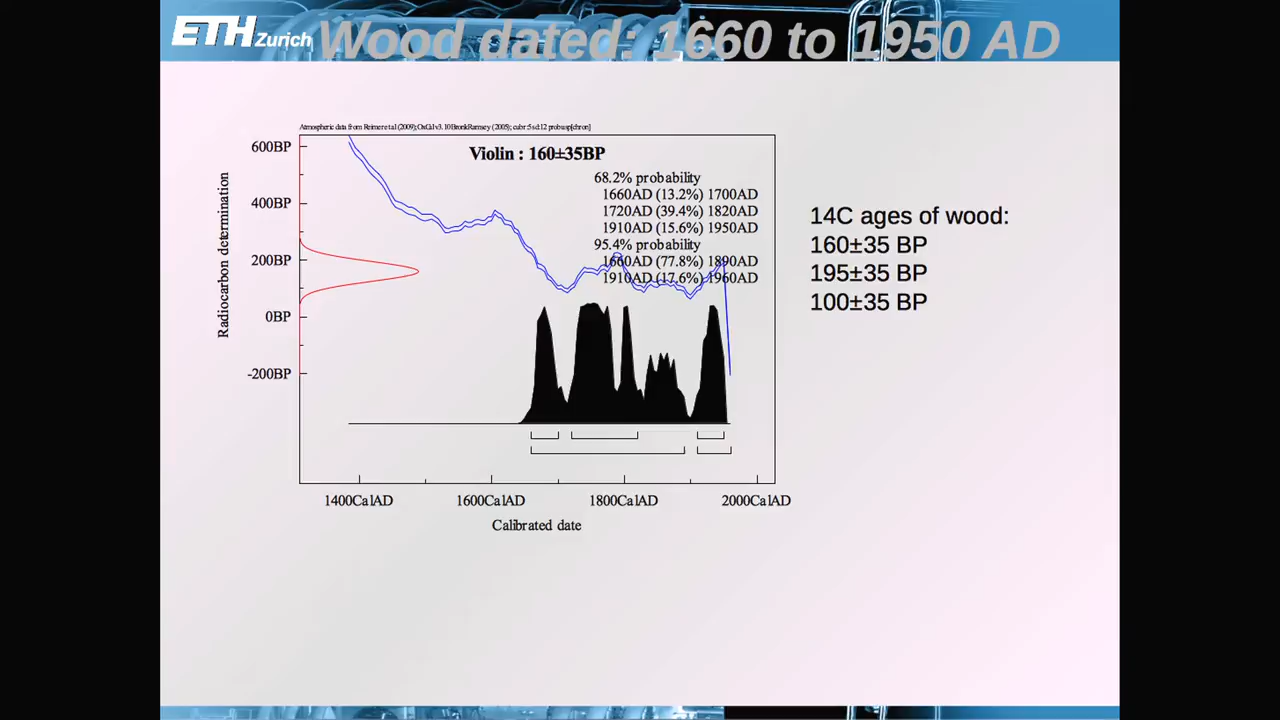 ETH Zurich
Wood dated: 1660 to 1950 AD
Atmospheric data from Reimer et al (2009);OxCal v3.10 Bronk Ramsey (2005); cub r:5 sd:12 prob usp[chron]
Violin : 160±35BP
68.2% probability
1660AD (13.2%) 1700AD
1720AD (39.4%) 1820AD
1910AD (15.6%) 1950AD
95.4% probability
1660AD (77.8%) 1890AD
1910AD (17.6%) 1960AD
Radiocarbon determination
600BP
400BP
200BP
0BP
-200BP
1400CalAD
1600CalAD
1800CalAD
2000CalAD
Calibrated date
14C ages of wood:
160±35 BP
195±35 BP
100±35 BP